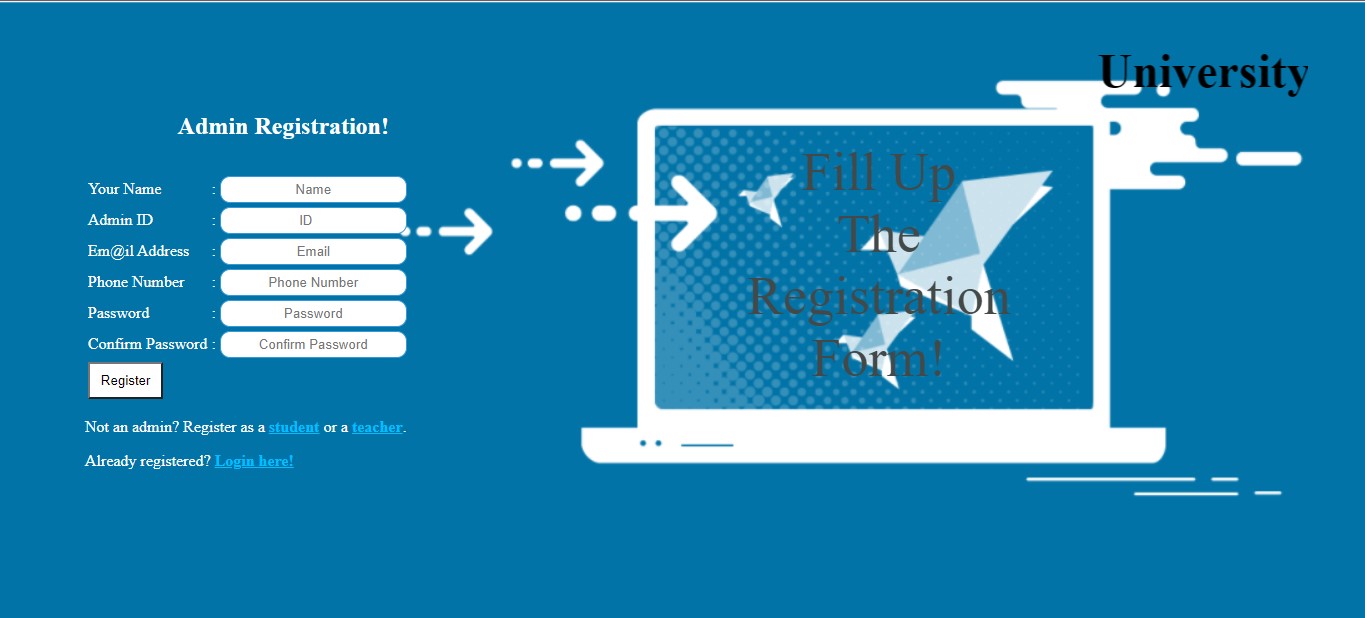 University
Admin Registration!
Your Name : Name
Admin ID : ID
Em@il Address : Email
Phone Number : Phone Number
Password : Password
Confirm Password : Confirm Password
Register
Not an admin? Register as a student or a teacher.
Already registered? Login here!
Fill Up
The
Registration
Form!